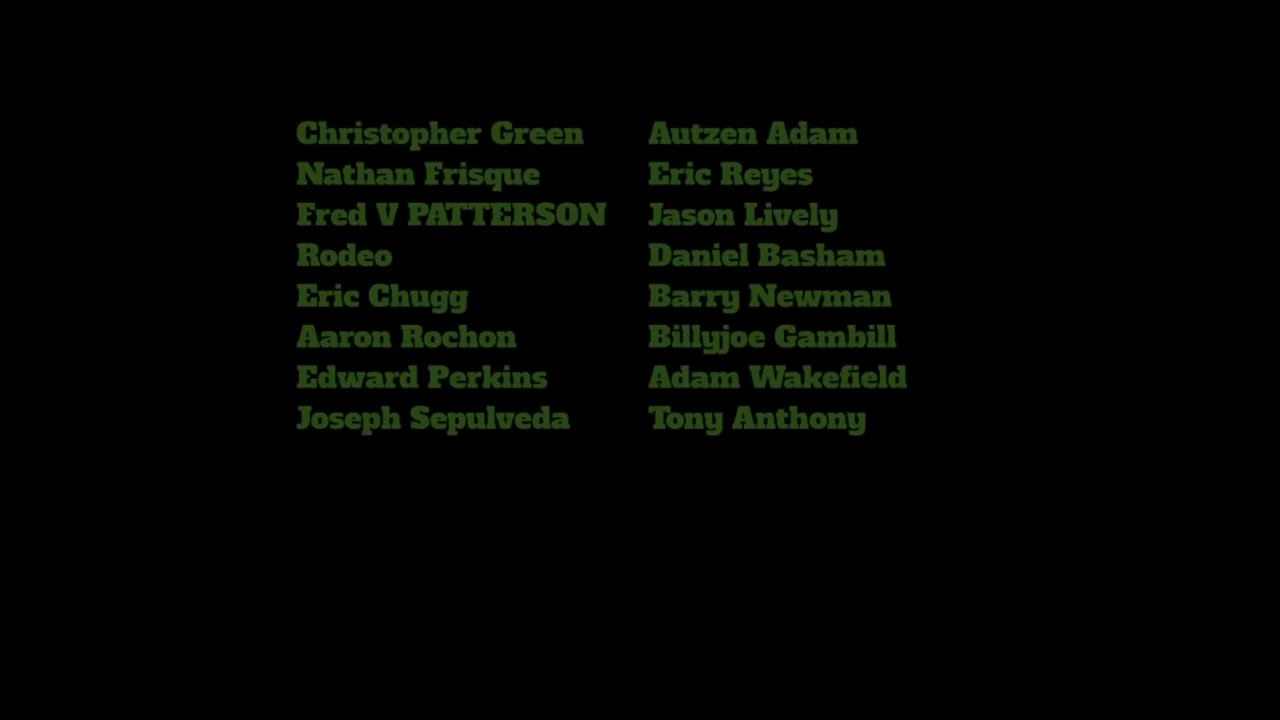 Christopher Green
Nathan Frisque
Fred V PATTERSON
Rodeo
Eric Chugg
Aaron Rochon
Edward Perkins
Joseph Sepulveda
Autzen Adam
Eric Reyes
Jason Lively
Daniel Basham
Barry Newman
Billyjoe Gambill
Adam Wakefield
Tony Anthony